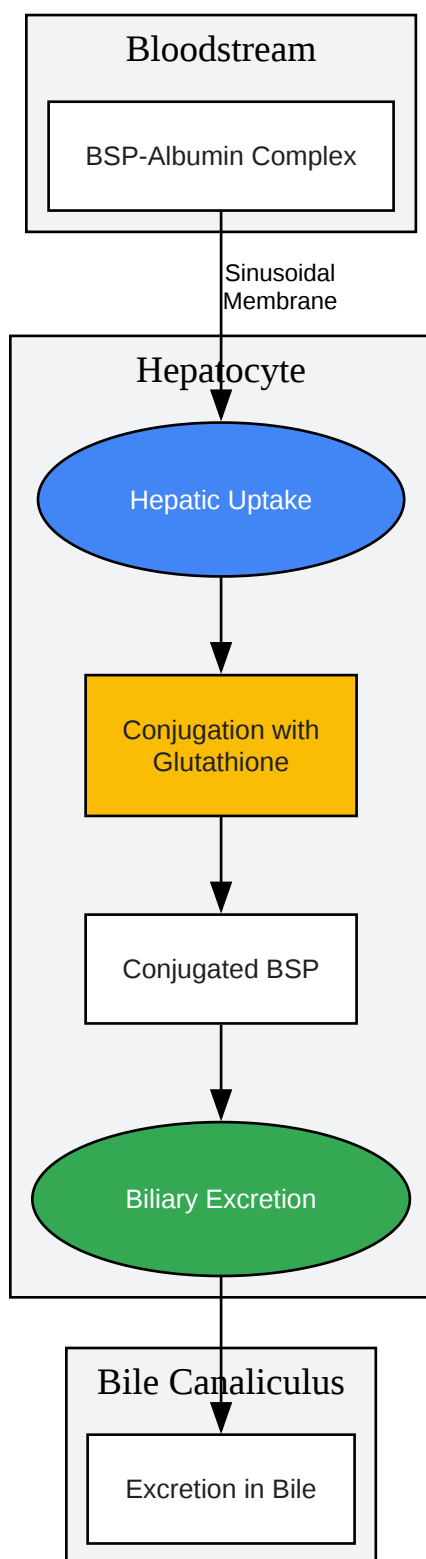 Bloodstream
BSP-Albumin Complex
Sinusoidal
Membrane
Hepatocyte
Hepatic Uptake
Conjugation with
Glutathione
Conjugated BSP
Biliary Excretion
Bile Canaliculus
Excretion in Bile